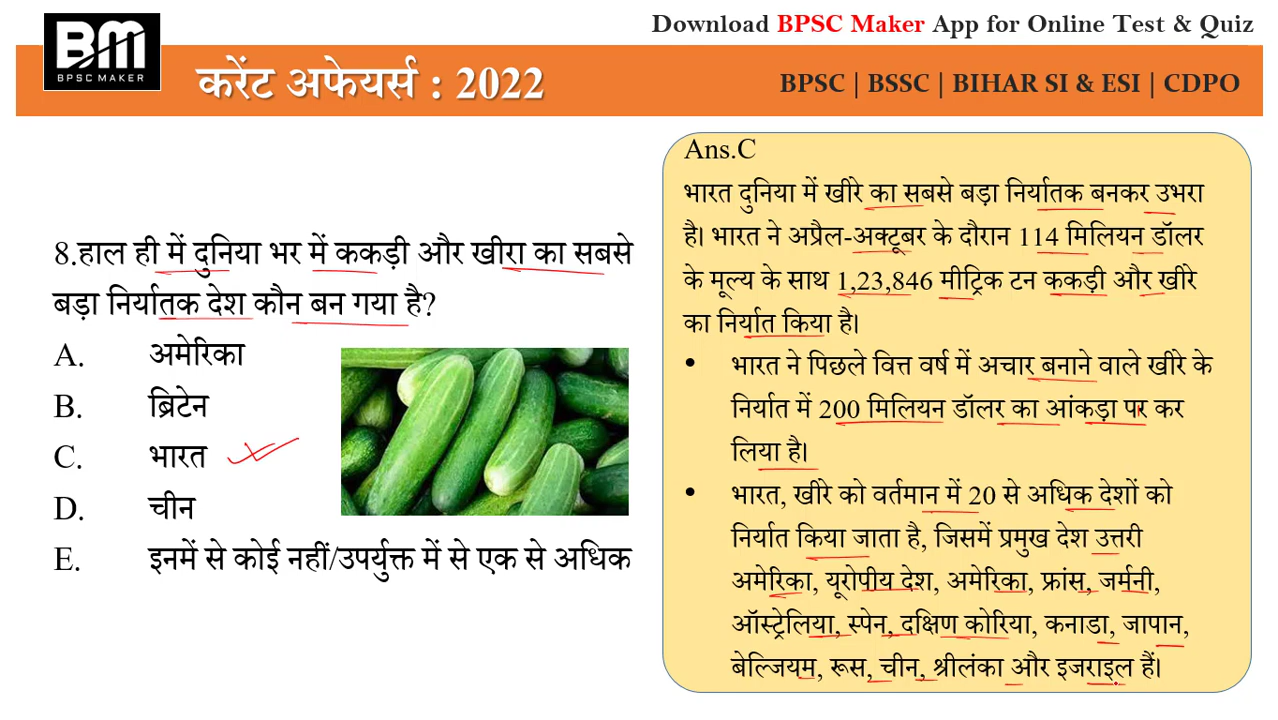 Download BPSC Maker App for Online Test & Quiz
BM
BPSC MAKER
करेंट अफेयर्स : 2022
BPSC | BSSC | BIHAR SI & ESI | CDPO
8.हाल ही में दुनिया भर में ककड़ी और खीरा का सबसे
बड़ा निर्यातक देश कौन बन गया है?
A. अमेरिका
B. ब्रिटेन
C. भारत
D. चीन
E. इनमें से कोई नहीं/उपर्युक्त में से एक से अधिक
Ans.C
भारत दुनिया में खीरे का सबसे बड़ा निर्यातक बनकर उभरा
है। भारत ने अप्रैल-अक्टूबर के दौरान 114 मिलियन डॉलर
के मूल्य के साथ 1,23,846 मीट्रिक टन ककड़ी और खीरे
का निर्यात किया है।
• भारत ने पिछले वित्त वर्ष में अचार बनाने वाले खीरे के
निर्यात में 200 मिलियन डॉलर का आंकड़ा पर कर
लिया है।
• भारत, खीरे को वर्तमान में 20 से अधिक देशों को
निर्यात किया जाता है, जिसमें प्रमुख देश उत्तरी
अमेरिका, यूरोपीय देश, अमेरिका, फ्रांस, जर्मनी,
ऑस्ट्रेलिया, स्पेन, दक्षिण कोरिया, कनाडा, जापान,
बेल्जियम, रूस, चीन, श्रीलंका और इजराइल हैं।